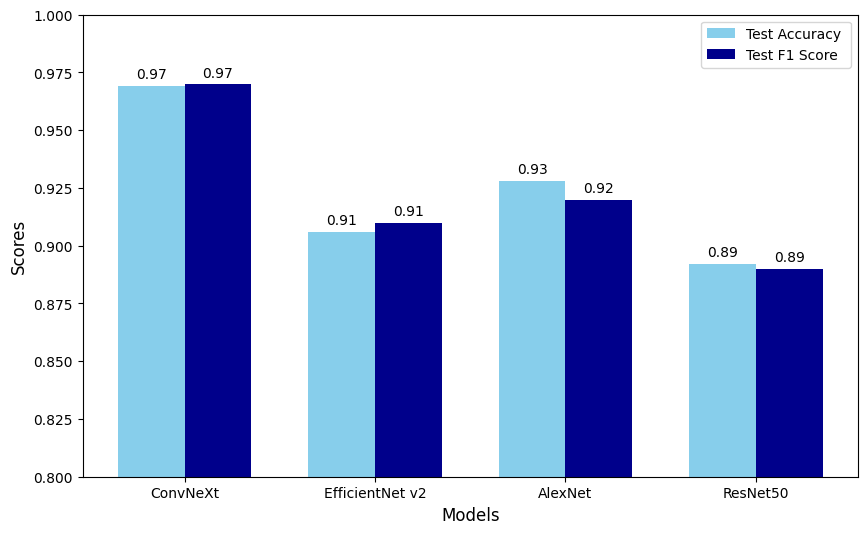 1.000
Test Accuracy
Test F1 Score
0.97
0.97
0.975
0.950
0.93
0.92
0.925
0.91
0.91
0.900
0.89
0.89
0.875
0.850
0.825
0.800
Scores
ConvNeXt
EfficientNet v2
AlexNet
ResNet50
Models